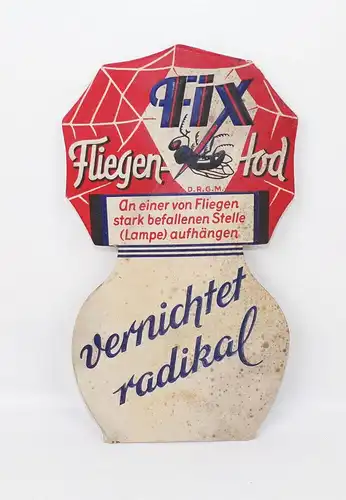 Fix
Fliegen-tod
D.R.G.M.
An einer von Fliegen
stark befallenen Stelle
(Lampe) aufhängen
vernichtet
radikal